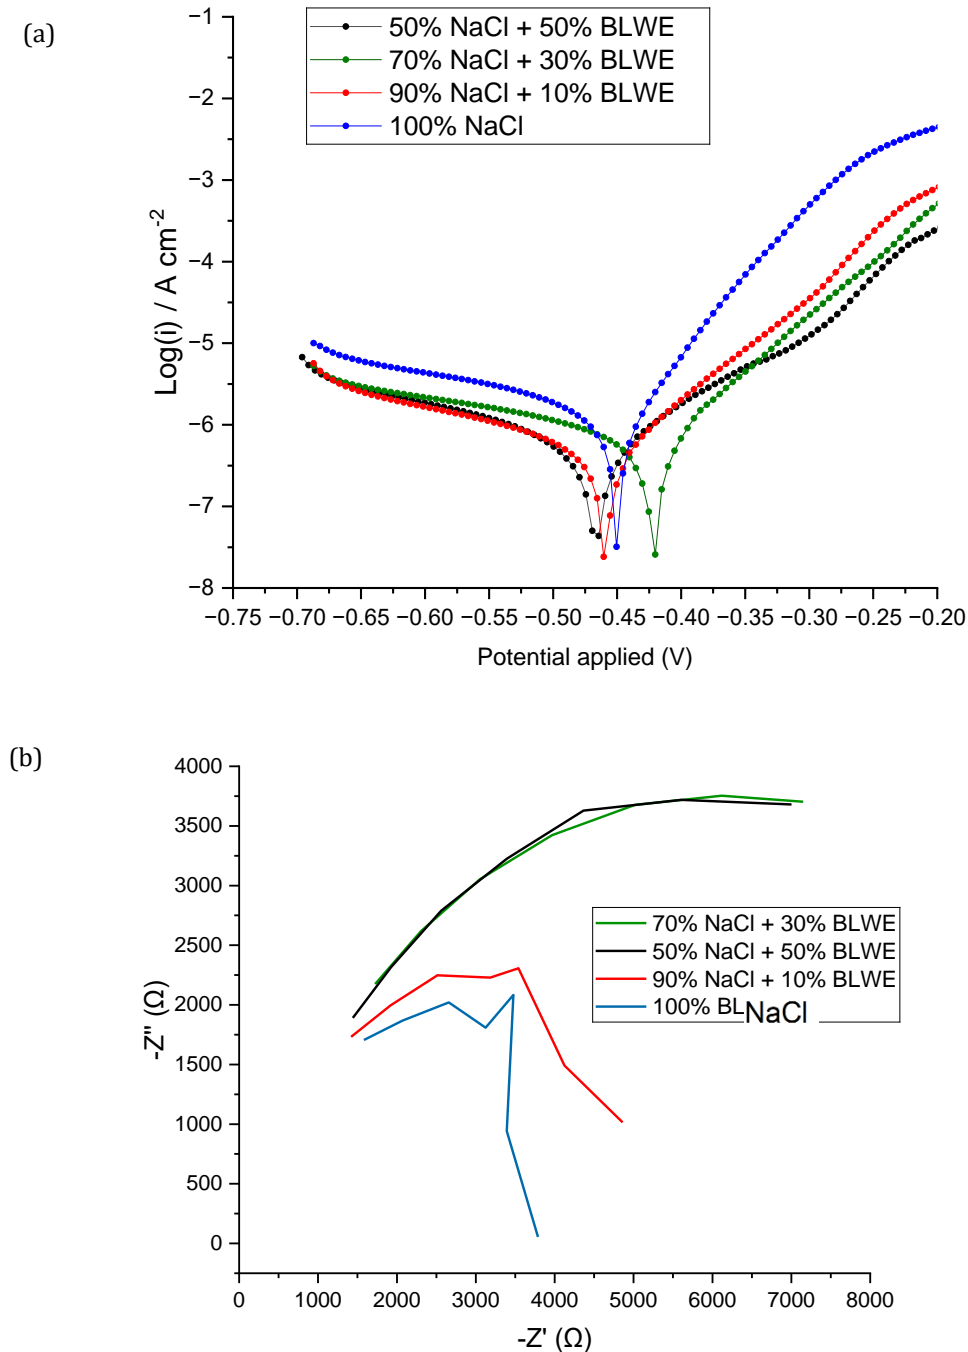 (a)
50% NaCl + 50% BLWE
70% NaCl + 30% BLWE
90% NaCl + 10% BLWE
100% NaCl
−1
−2
−3
−4
−5
−6
−7
−8
Log(i) / A cm-2
−0.75 −0.70 −0.65 −0.60 −0.55 −0.50 −0.45 −0.40 −0.35 −0.30 −0.25 −0.20
Potential applied (V)
(b)
4000
3500
3000
2500
2000
1500
1000
500
0
-Z'' (Ω)
70% NaCl + 30% BLWE
50% NaCl + 50% BLWE
90% NaCl + 10% BLWE
100% BL NaCl
0 1000 2000 3000 4000 5000 6000 7000 8000
-Z' (Ω)